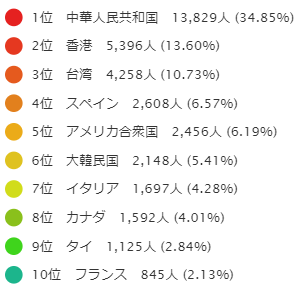 1位　中華人民共和国　13,829人 (34.85%)
2位　香港　5,396人 (13.60%)
3位　台湾　4,258人 (10.73%)
4位　スペイン　2,608人 (6.57%)
5位　アメリカ合衆国　2,456人 (6.19%)
6位　大韓民国　2,148人 (5.41%)
7位　イタリア　1,697人 (4.28%)
8位　カナダ　1,592人 (4.01%)
9位　タイ　1,125人 (2.84%)
10位　フランス　845人 (2.13%)